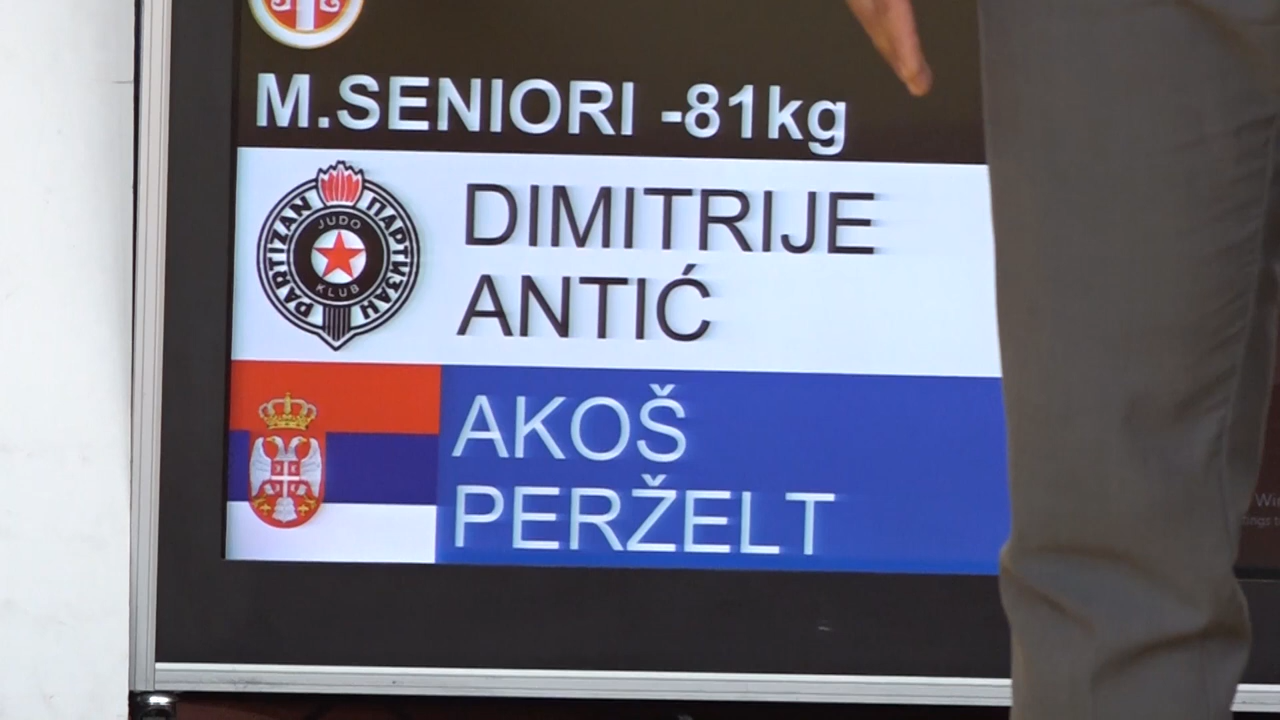 M.SENIORI -81kg
DIMITRIJE
ANTIĆ
PARTIZAN ПАРТИЗАН
JUDO
KLUB
AKOŠ
PERŽELT